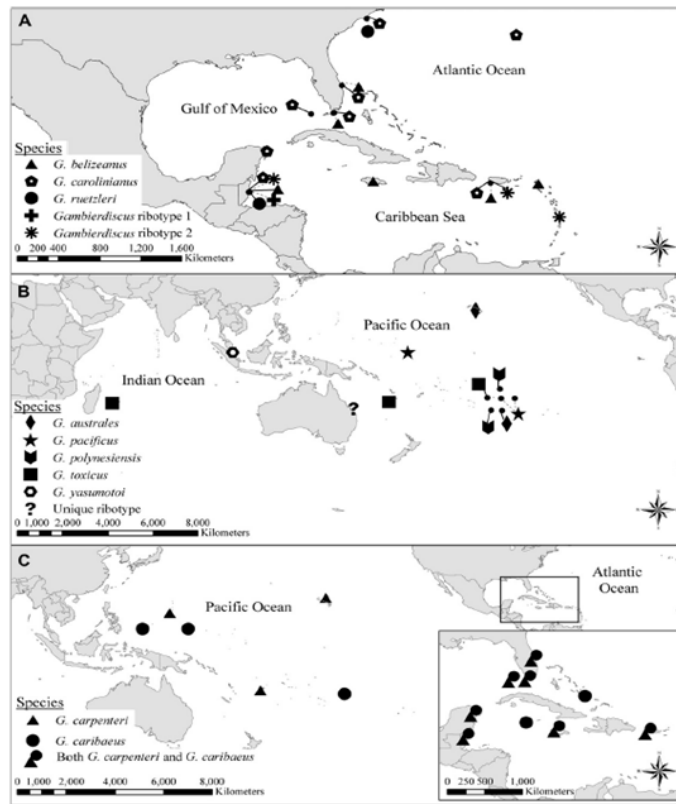 A
Atlantic Ocean
Gulf of Mexico
Species
G. belizeanus
G. carolinianus
G. ruetzleri
Gambierdiscus ribotype 1
Gambierdiscus ribotype 2
Caribbean Sea
0 200 400 800 1,200 1,600
Kilometers
B
Pacific Ocean
Indian Ocean
Species
G. australes
G. pacificus
G. polynesiensis
G. toxicus
G. yasumotoi
? Unique ribotype
?
0 1,000 2,000 4,000 6,000 8,000
Kilometers
C
Atlantic
Ocean
Pacific Ocean
Species
G. carpenteri
G. caribaeus
Both G. carpenteri and G. caribaeus
0 1,000 2,000 4,000 6,000 8,000
Kilometers
0 250 500 1,000
Kilometers